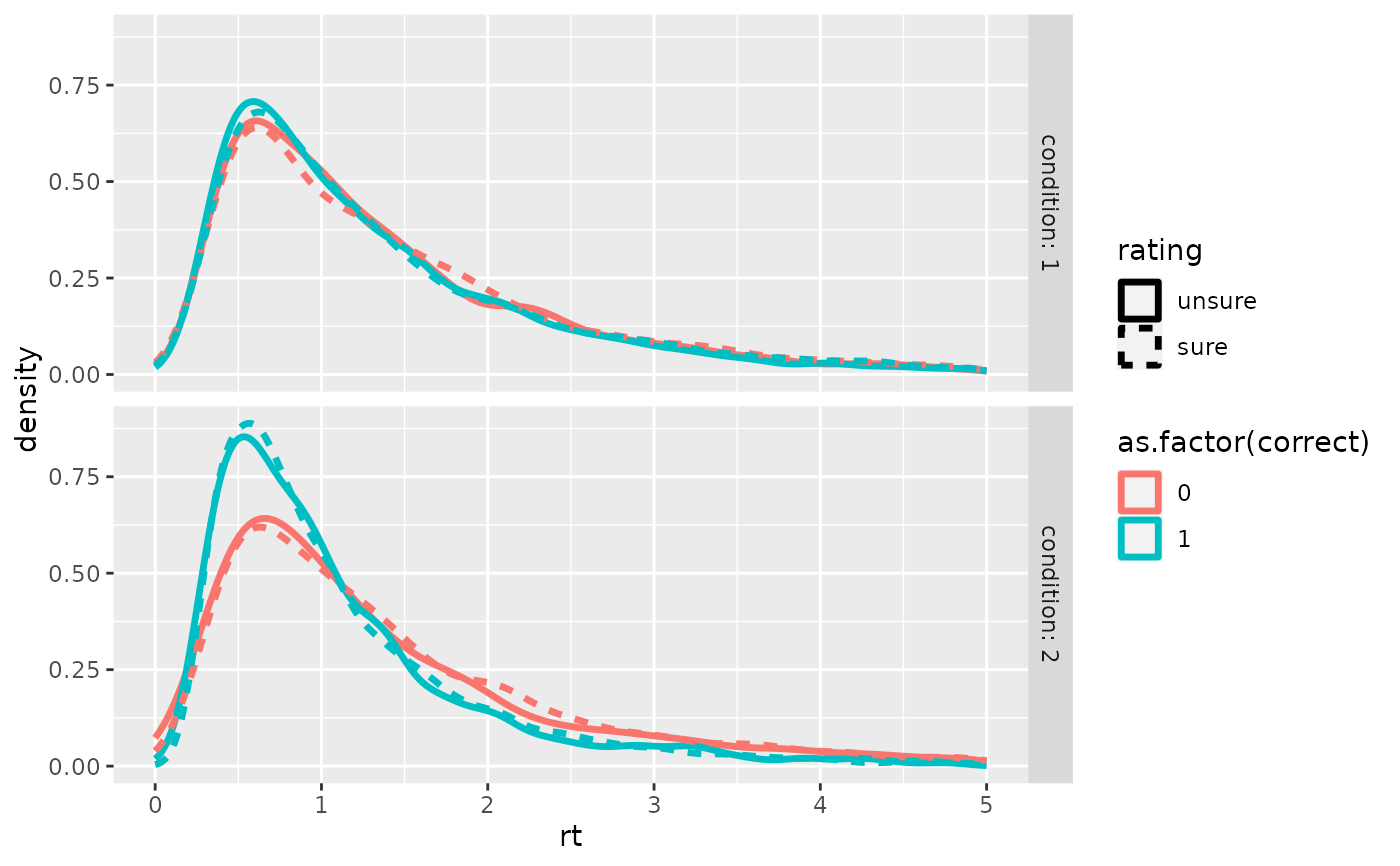 density
0.75
0.50
0.25
0.00
condition: 1
0.75
0.50
0.25
0.00
condition: 2
0 1 2 3 4 5
rt
rating
unsure
sure
as.factor(correct)
0
1